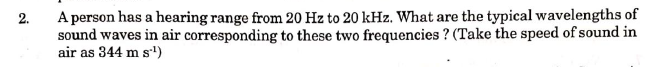 2. A person has a hearing range from 20 Hz to 20 kHz. What are the typical wavelengths of
sound waves in air corresponding to these two frequencies ? (Take the speed of sound in
air as 344 m s⁻¹)